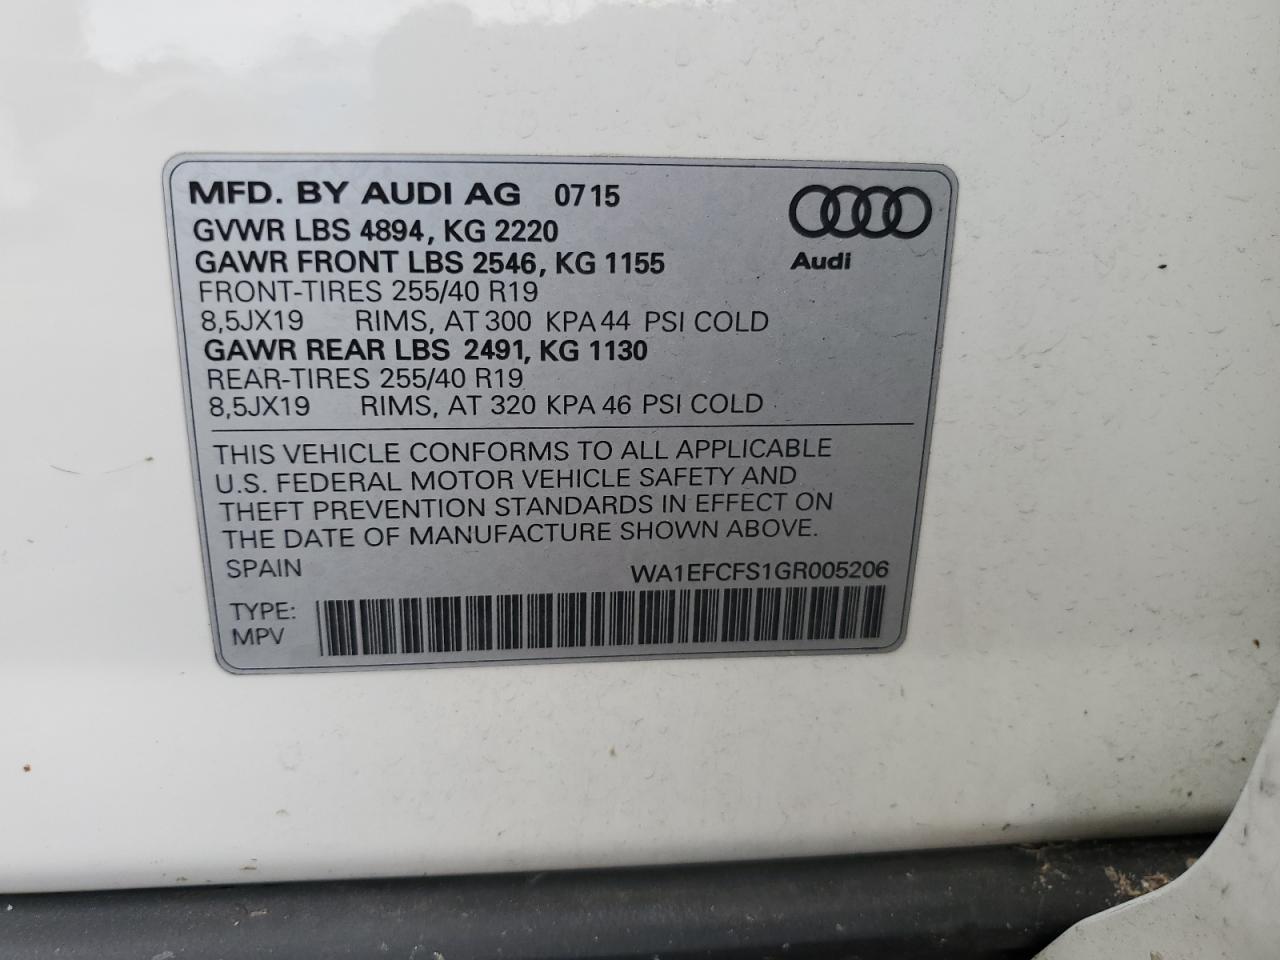 MFD. BY AUDI AG 07/15
GVWR LBS 4894, KG 2220
GAWR FRONT LBS 2546, KG 1155
Audi
FRONT-TIRES 255/40 R19
8,5JX19 RIMS, AT 300 KPA 44 PSI COLD
GAWR REAR LBS 2491, KG 1130
REAR-TIRES 255/40 R19
8,5JX19 RIMS, AT 320 KPA 46 PSI COLD
THIS VEHICLE CONFORMS TO ALL APPLICABLE
U.S. FEDERAL MOTOR VEHICLE SAFETY AND
THEFT PREVENTION STANDARDS IN EFFECT ON
THE DATE OF MANUFACTURE SHOWN ABOVE.
SPAIN WA1EFCFS1GR005206
TYPE:
MPV